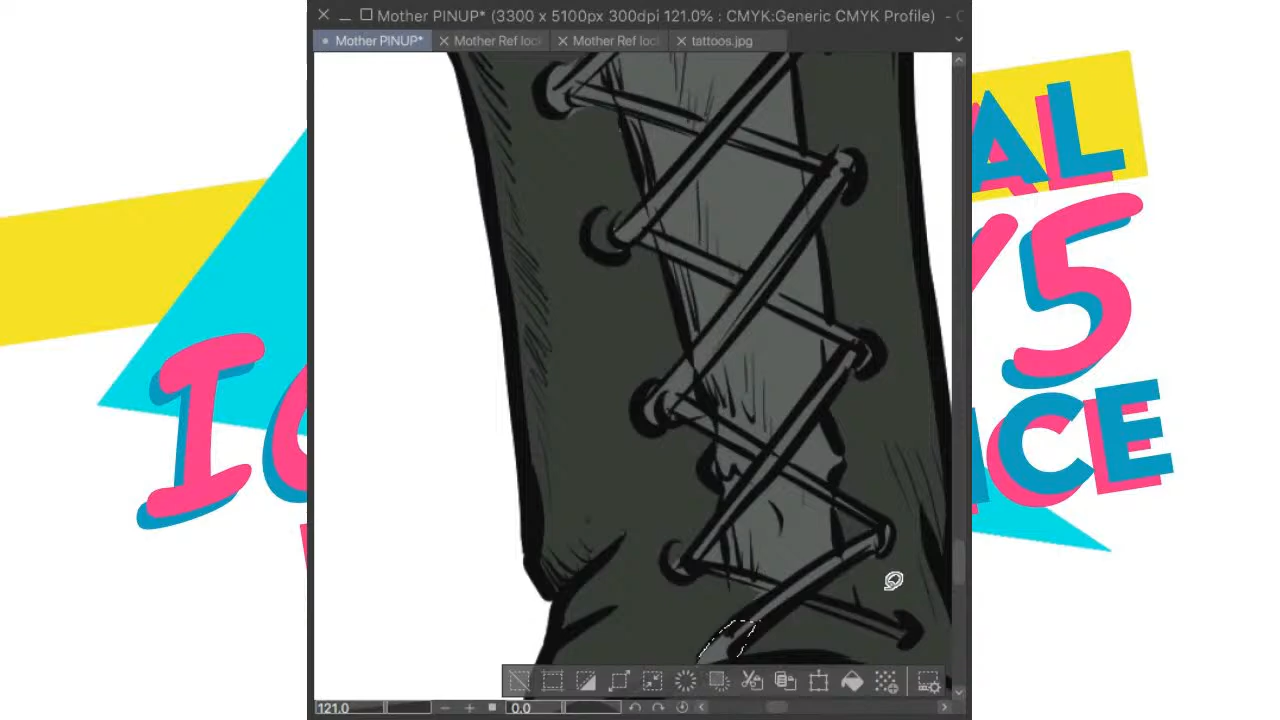 Mother PINUP* (3300 x 5100px 300dpi 121.0% : CMYK:Generic CMYK Profile) - C
Mother PINUP*
Mother Ref loc
Mother Ref loc
tattoos.jpg
121.0
0.0